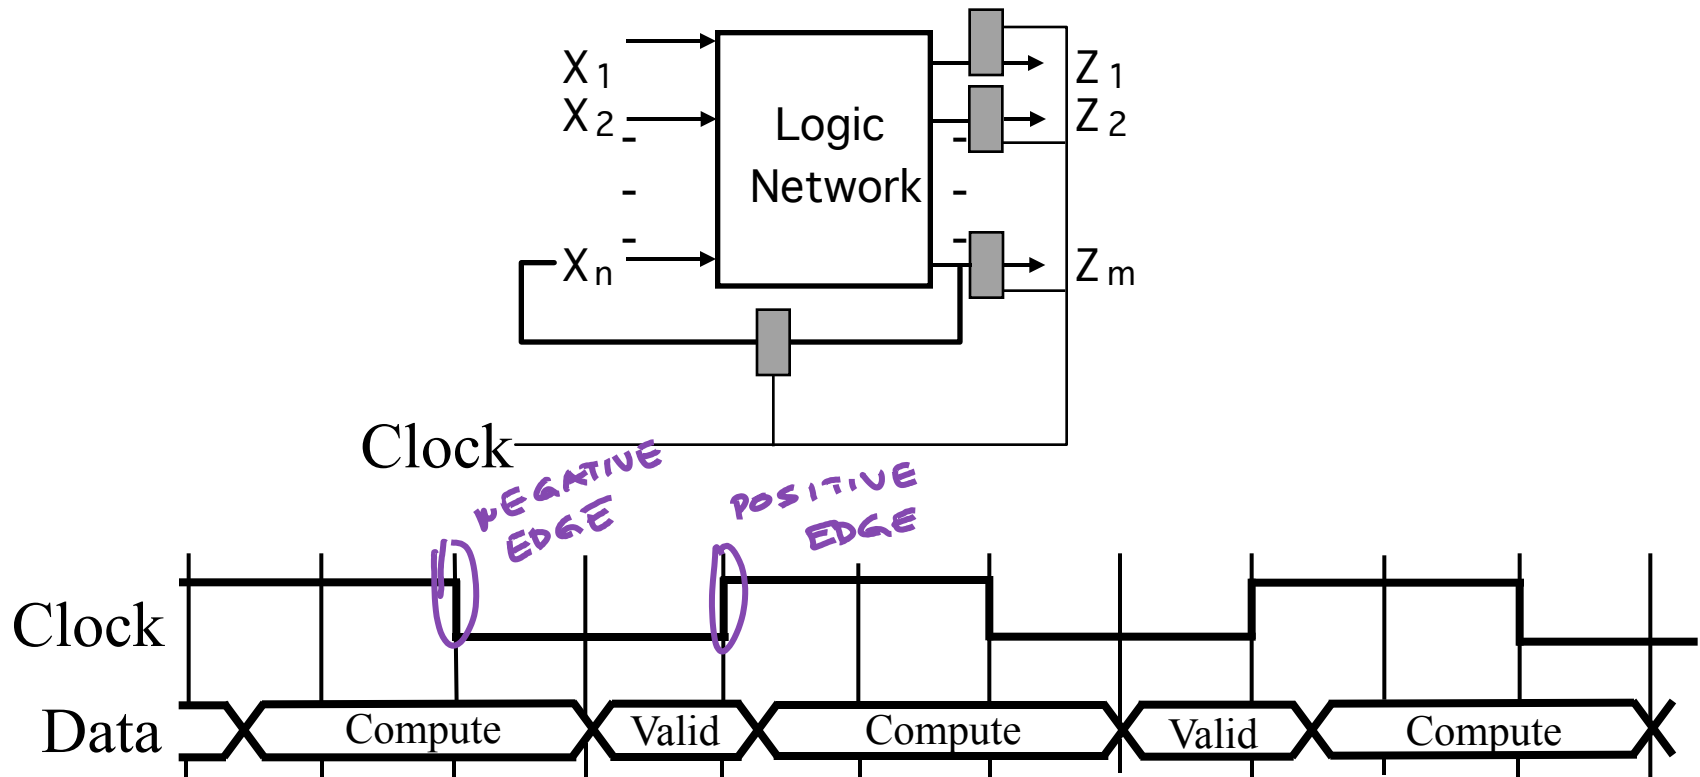 X1
Z1
X2
Logic
Z2
-
-
Network
-
-
-
-
Xn
Zm
Clock
NEGATIVE
EDGE
POSITIVE
EDGE
Clock
Data
Compute
Valid
Compute
Valid
Compute